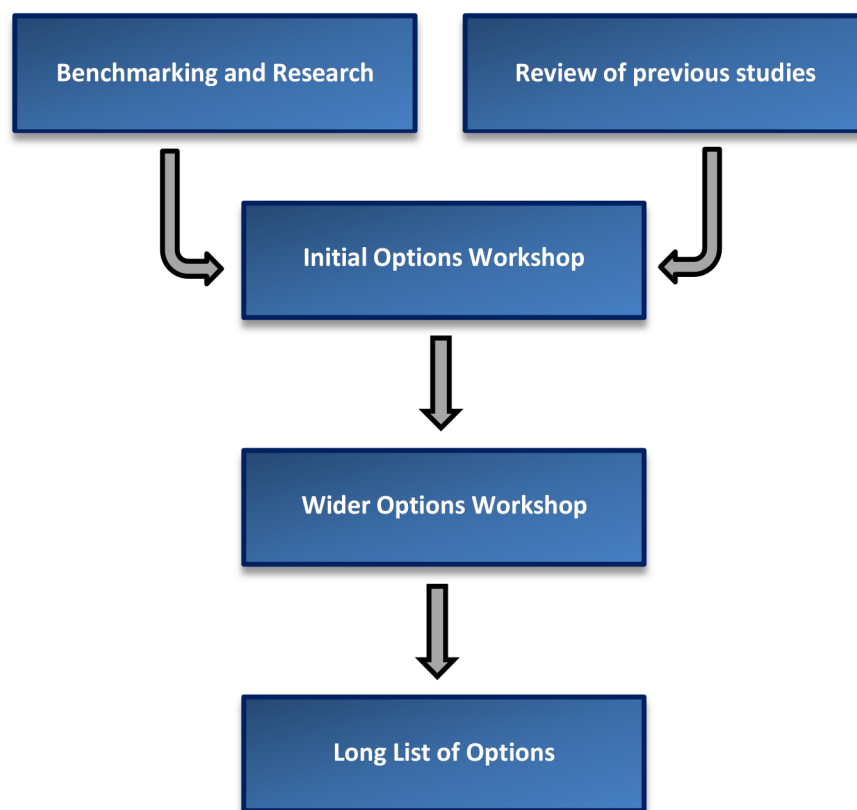 Benchmarking and Research
Review of previous studies
Initial Options Workshop
Wider Options Workshop
Long List of Options